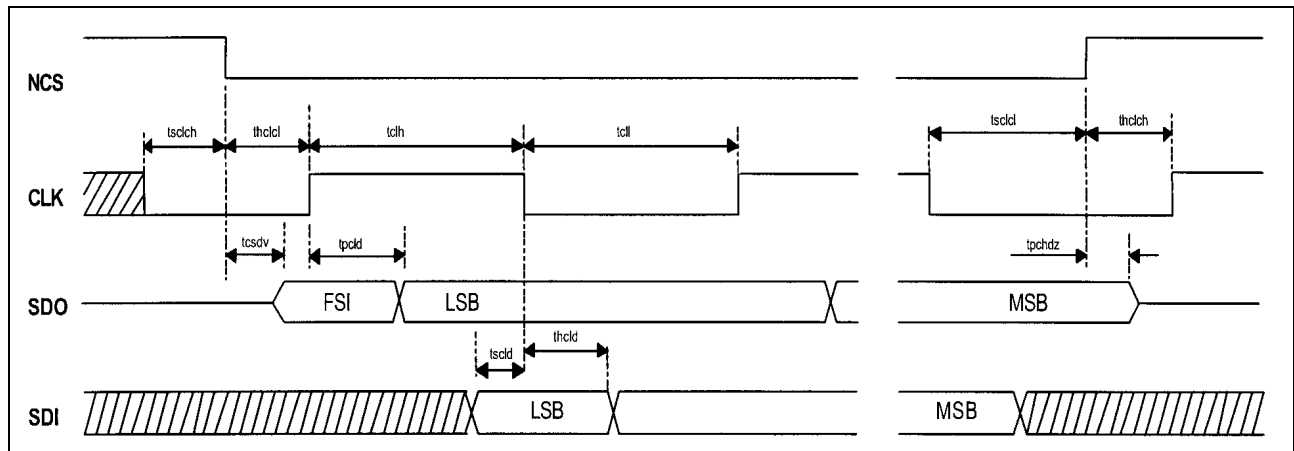 NCS
tsclch thclcl tclh tcll tsclcl thclch
CLK
tcsdv tpcld tpchdz
SDO FSI LSB MSB
tscld thcld
SDI LSB MSB